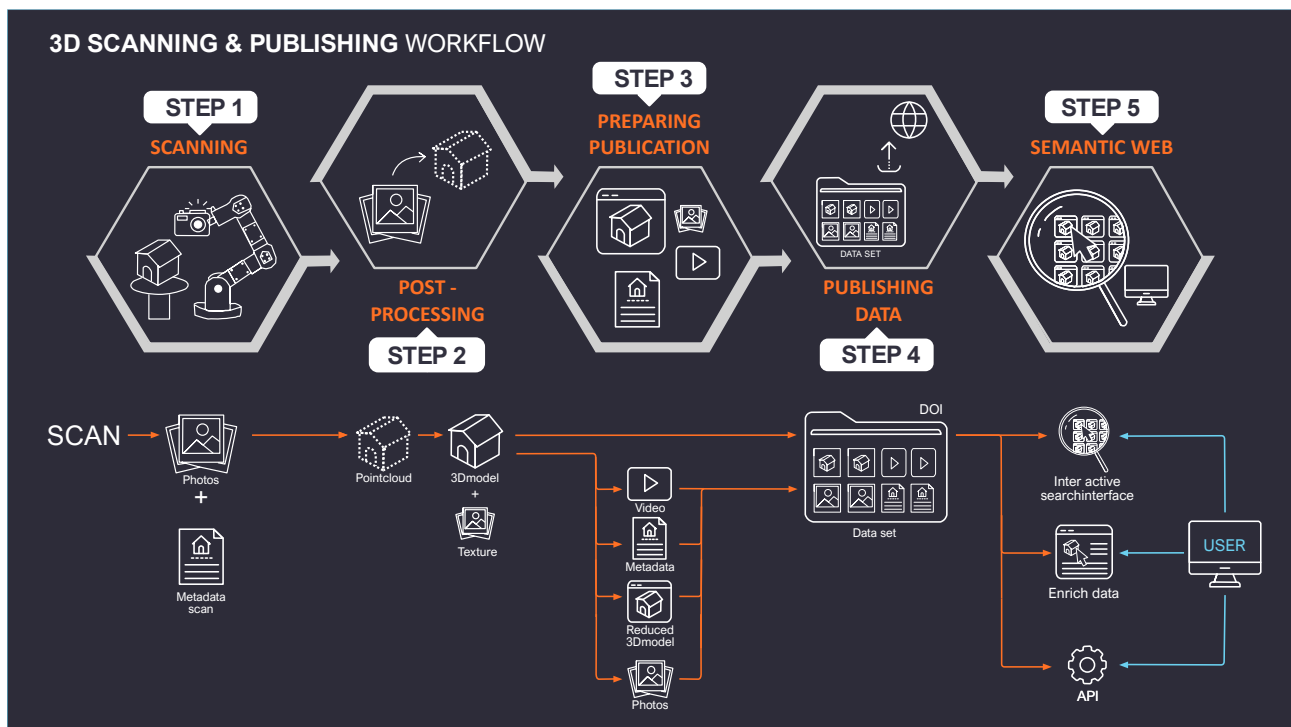 3D SCANNING & PUBLISHING WORKFLOW
STEP 1
SCANNING
POST -
PROCESSING
STEP 2
STEP 3
PREPARING
PUBLICATION
DATA SET
PUBLISHING
DATA
STEP 4
STEP 5
SEMANTIC WEB
SCAN
Photos
+
Metadata
scan
Pointcloud
3Dmodel
+
Texture
Video
Metadata
Reduced
3Dmodel
Photos
DOI
Data set
Inter active
searchinterface
Enrich data
API
USER